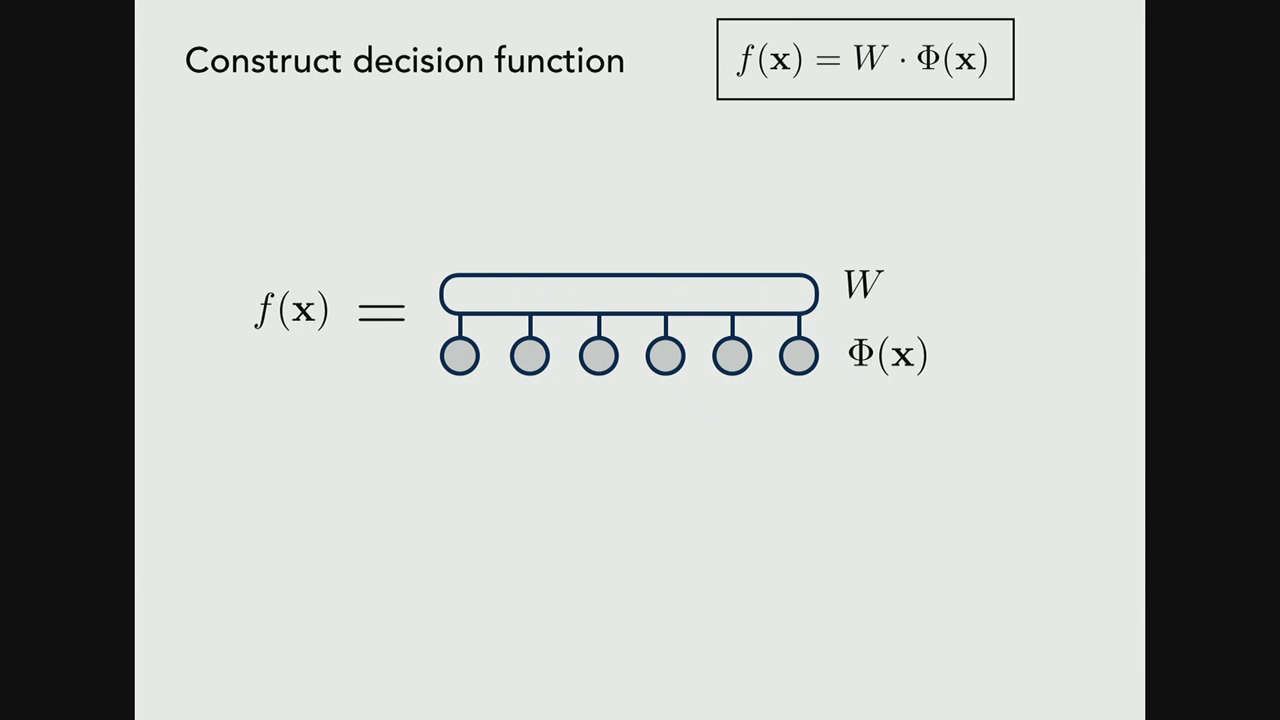 Construct decision function
f(x) = W · Φ(x)
f(x) =
W
Φ(x)